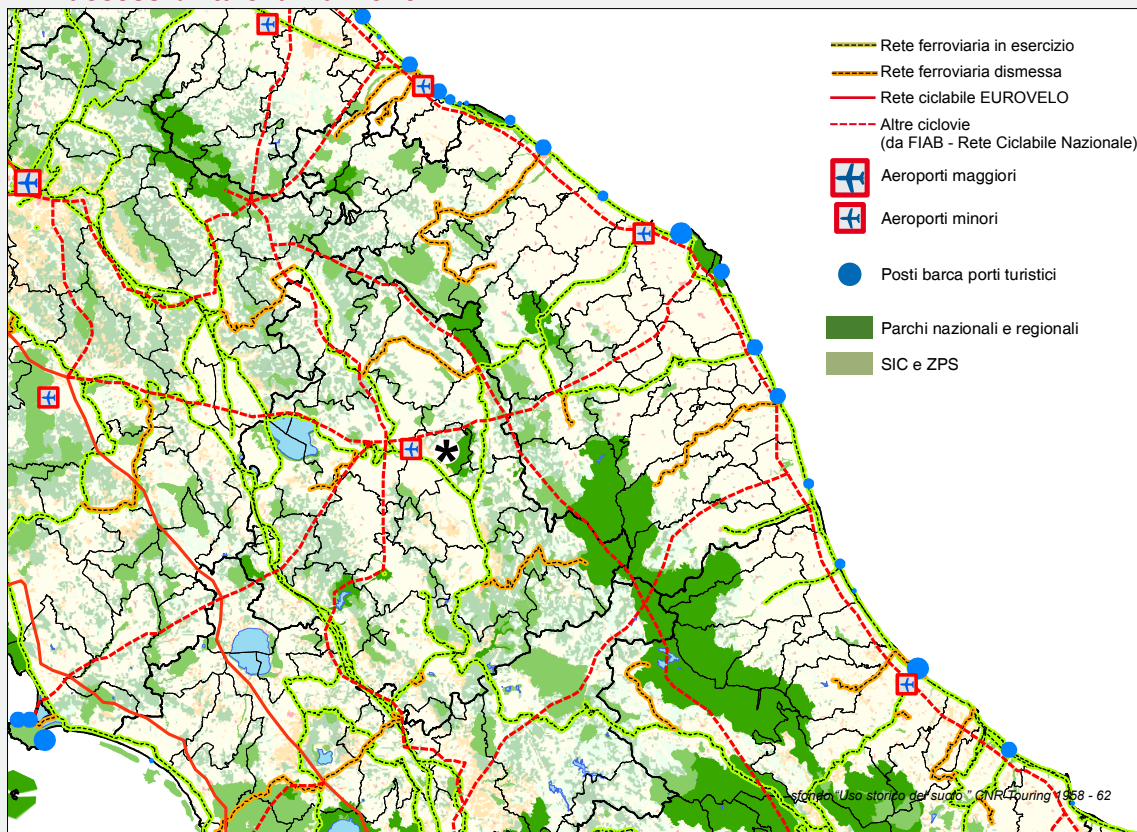 Rete ferroviaria in esercizio
Rete ferroviaria dismessa
Rete ciclabile EUROVELO
Altre ciclovie
(da FIAB - Rete Ciclabile Nazionale)
Aeroporti maggiori
Aeroporti minori
Posti barca porti turistici
Parchi nazionali e regionali
SIC e ZPS
*
sfondo "Uso storico del suolo " CNR Touring 1958 - 62